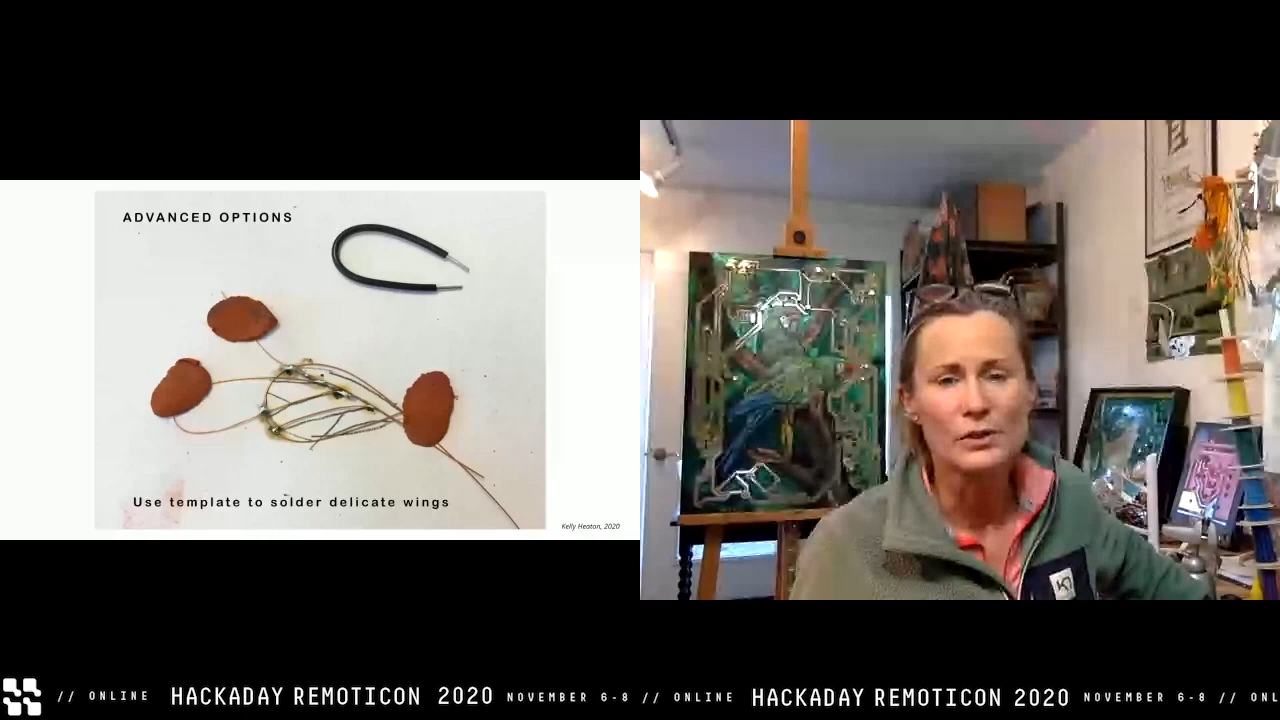 ADVANCED OPTIONS
Use template to solder delicate wings
Kelly Heaton, 2020
// ONLINE HACKADAY REMOTICON 2020 NOVEMBER 6-8 // ONLINE HACKADAY REMOTICON 2020 NOVEMBER 6-8 // ONL